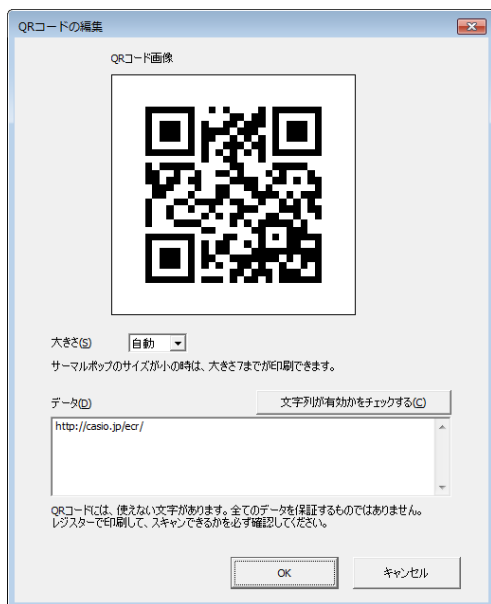 QRコードの編集
QRコード画像
大きさ(S) 自動
サーマルポップのサイズが小の時は、大きさ7までが印刷できます。
データ(D) 文字列が有効かをチェックする(C)
http://casio.jp/ecr/
QRコードには、使えない文字があります。全てのデータを保証するものではありません。
レジスターで印刷して、スキャンできるかを必ず確認してください。
OK キャンセル